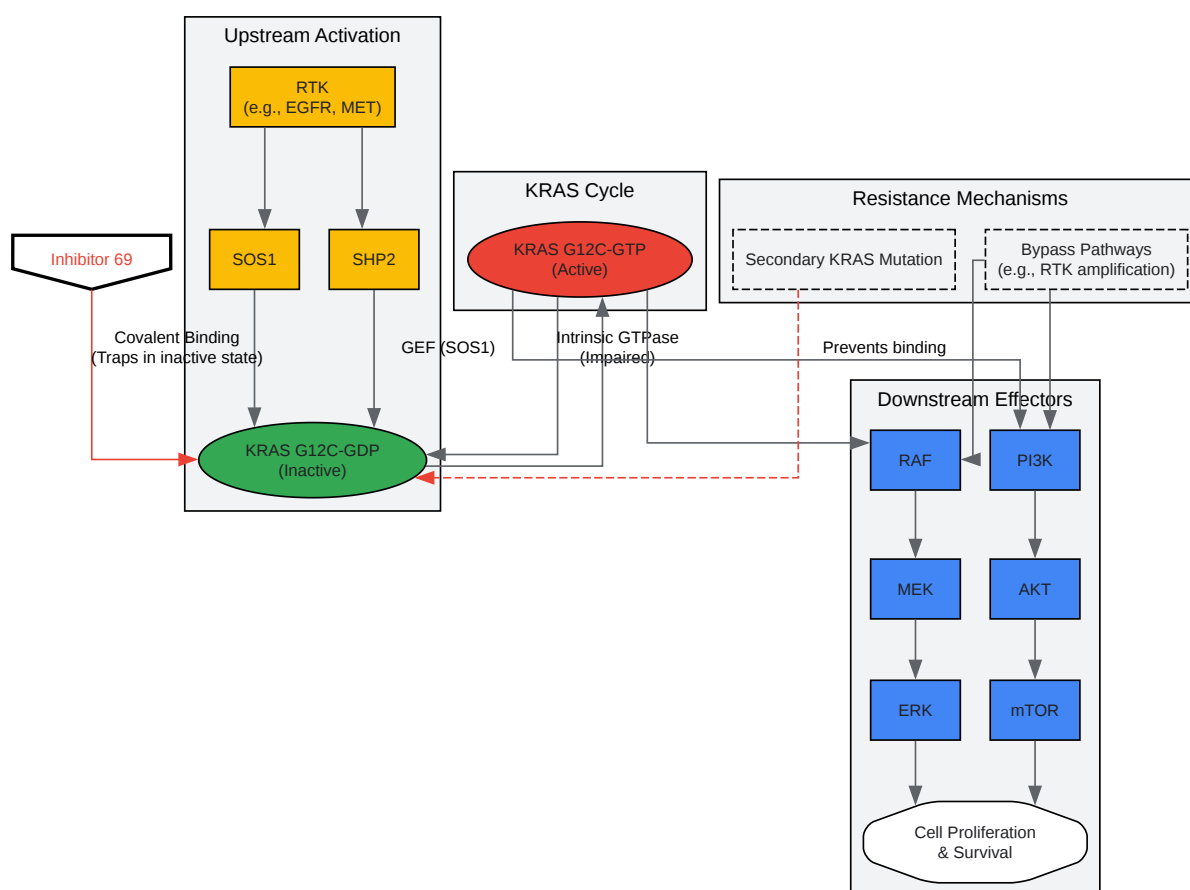 Upstream Activation
RTK
(e.g., EGFR, MET)
KRAS Cycle
Resistance Mechanisms
Inhibitor 69
SOS1
SHP2
KRAS G12C-GTP
(Active)
Secondary KRAS Mutation
Bypass Pathways
(e.g., RTK amplification)
Covalent Binding
(Traps in inactive state)
GEF (SOS1)
Intrinsic GTPase
(Impaired)
Prevents binding
Downstream Effectors
KRAS G12C-GDP
(Inactive)
RAF
PI3K
MEK
AKT
ERK
mTOR
Cell Proliferation
& Survival